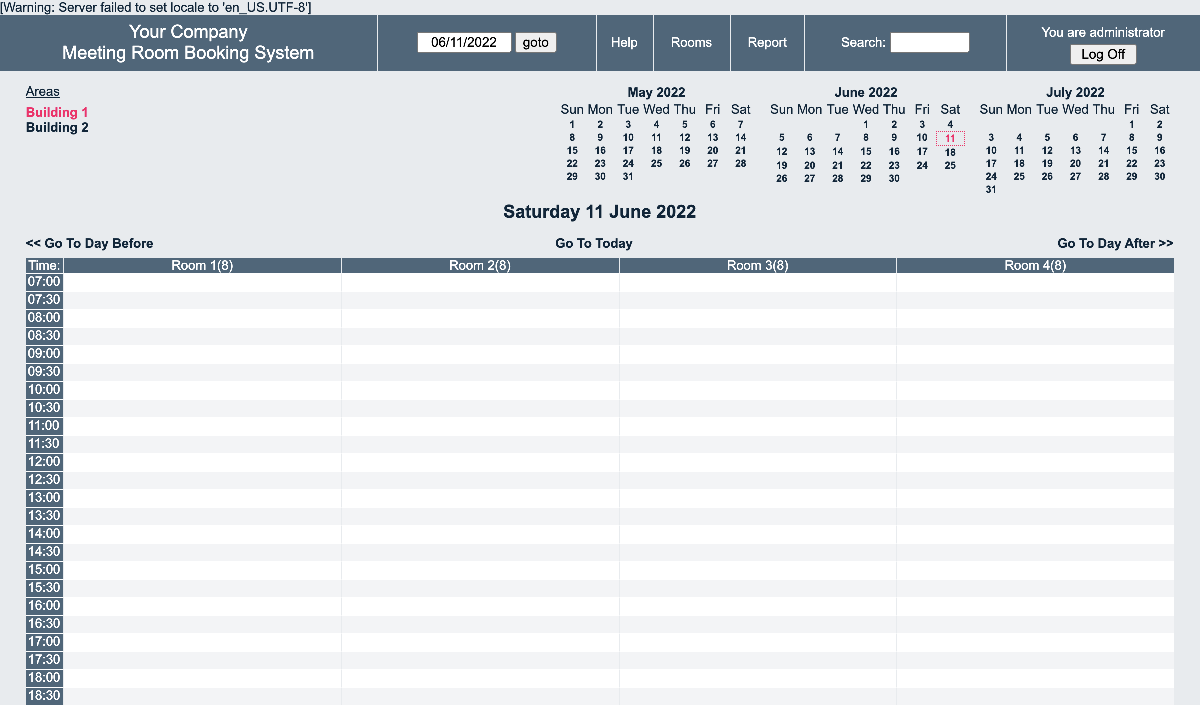 [Warning: Server failed to set locale to 'en_US.UTF-8']
Your Company
Meeting Room Booking System
06/11/2022 goto
Help
Rooms
Report
Search:
You are administrator
Log Off
Areas
Building 1
Building 2
May 2022
Sun Mon Tue Wed Thu Fri Sat
1 2 3 4 5 6 7
8 9 10 11 12 13 14
15 16 17 18 19 20 21
22 23 24 25 26 27 28
29 30 31
June 2022
Sun Mon Tue Wed Thu Fri Sat
1 2 3 4
5 6 7 8 9 10 11
12 13 14 15 16 17 18
19 20 21 22 23 24 25
26 27 28 29 30
July 2022
Sun Mon Tue Wed Thu Fri Sat
1 2
3 4 5 6 7 8 9
10 11 12 13 14 15 16
17 18 19 20 21 22 23
24 25 26 27 28 29 30
31
Saturday 11 June 2022
<< Go To Day Before
Go To Today
Go To Day After >>
Time: Room 1(8) Room 2(8) Room 3(8) Room 4(8)
07:00
07:30
08:00
08:30
09:00
09:30
10:00
10:30
11:00
11:30
12:00
12:30
13:00
13:30
14:00
14:30
15:00
15:30
16:00
16:30
17:00
17:30
18:00
18:30